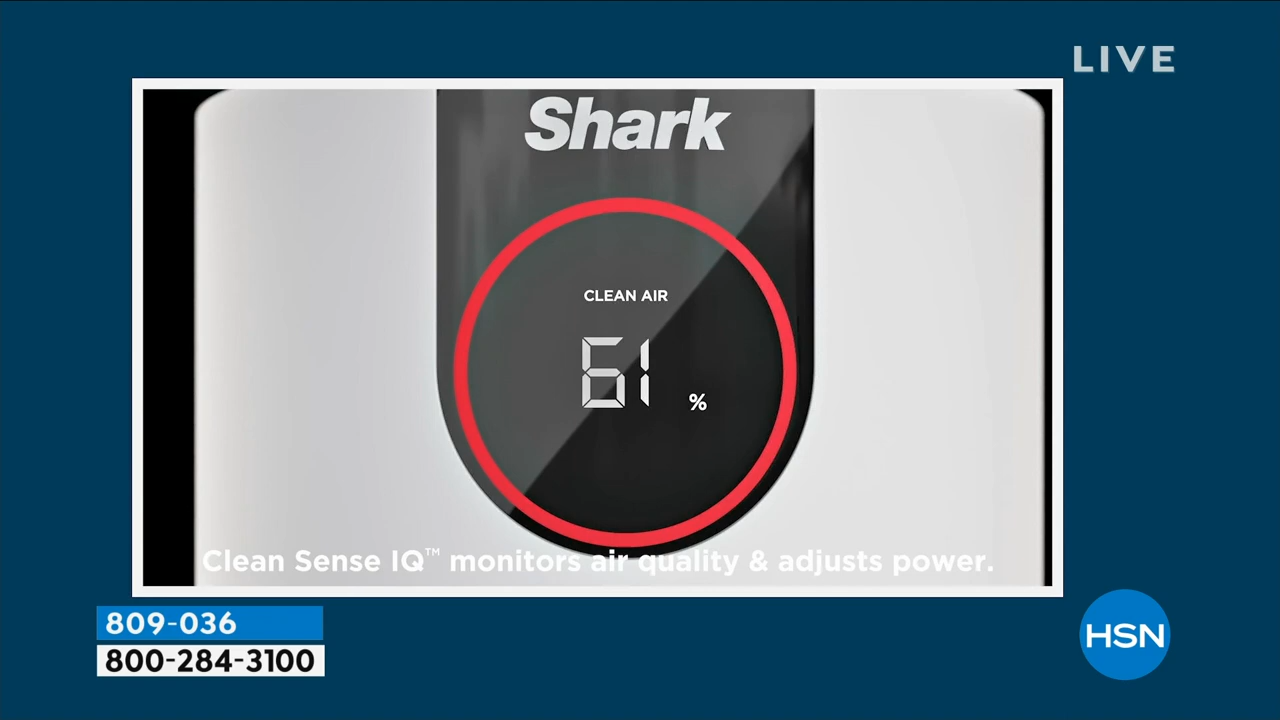 LIVE
Shark
CLEAN AIR
61
%
Clean Sense IQ™ monitors air quality & adjusts power.
809-036
800-284-3100
HSN